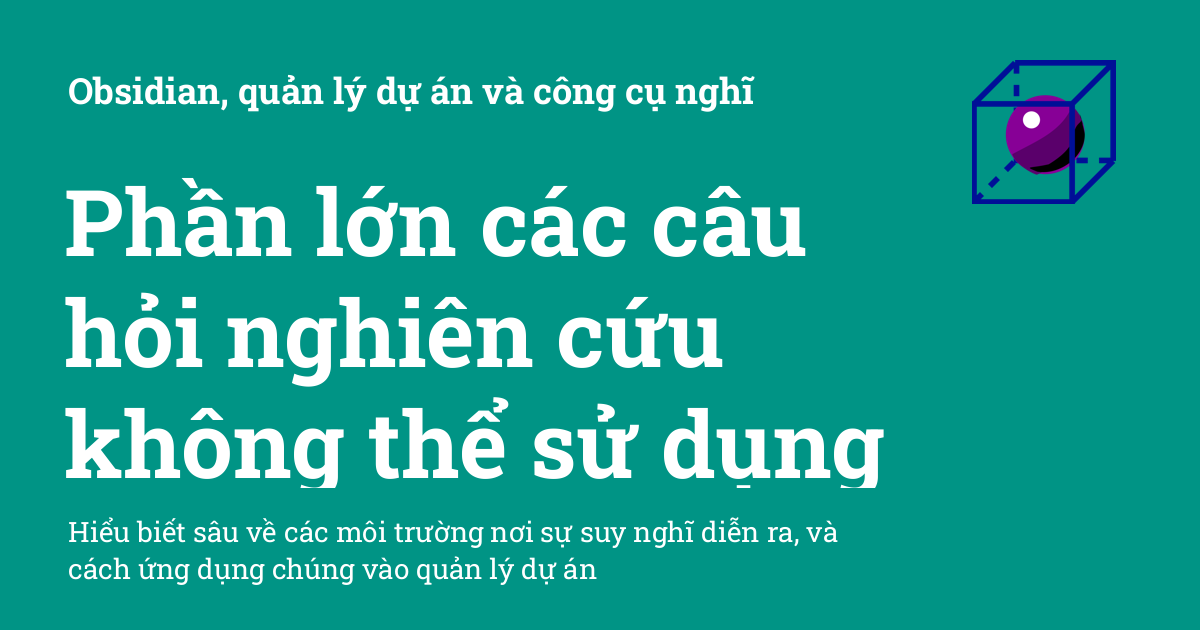 Obsidian, quản lý dự án và công cụ nghĩ
Phần lớn các câu
hỏi nghiên cứu
không thể sử dụng
Hiểu biết sâu về các môi trường nơi sự suy nghĩ diễn ra, và
cách ứng dụng chúng vào quản lý dự án